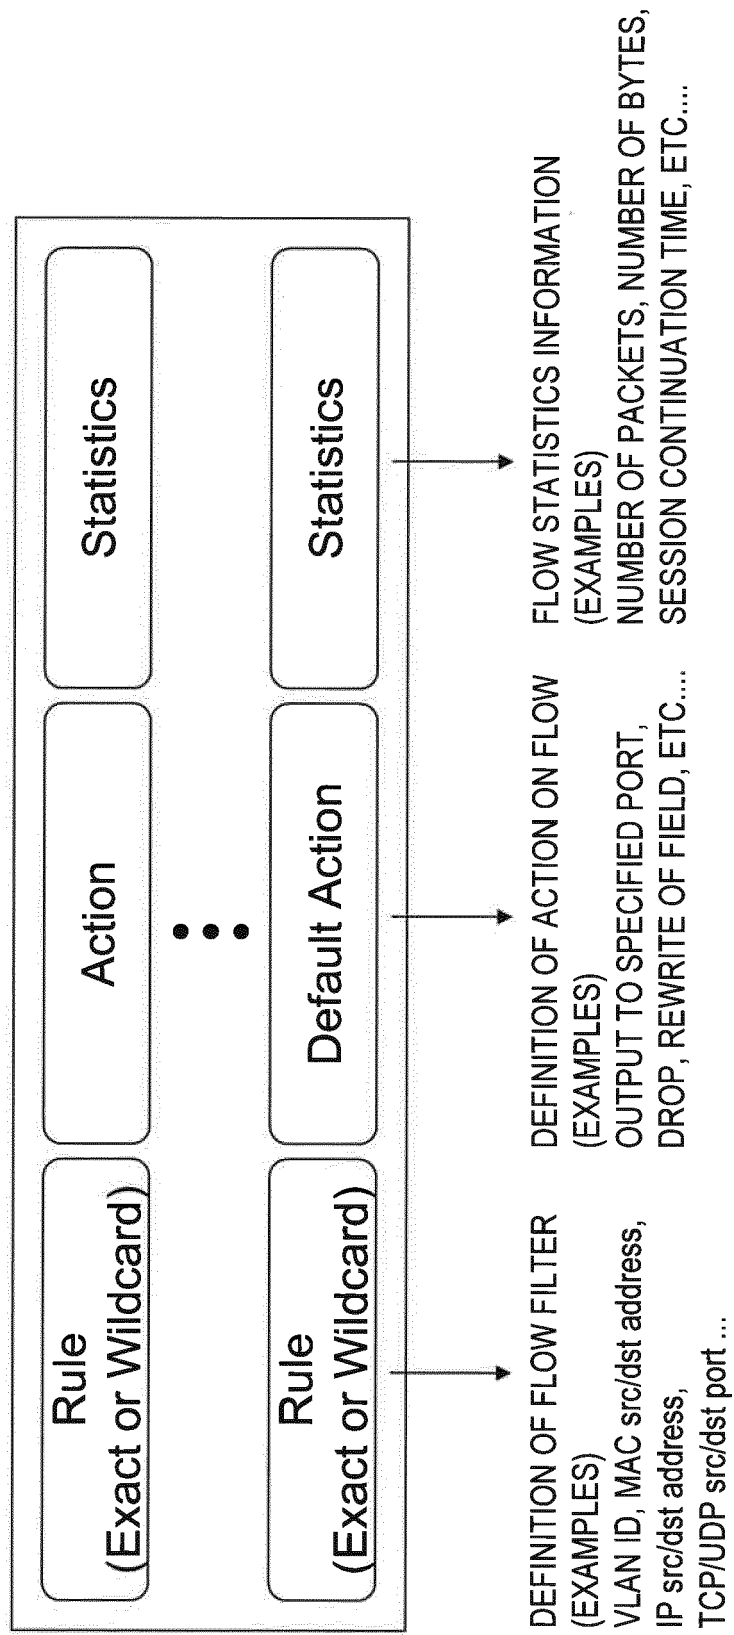 Rule
(Exact or Wildcard)
Action
Statistics
Rule
(Exact or Wildcard)
Default Action
Statistics
DEFINITION OF FLOW FILTER
(EXAMPLES)
VLAN ID, MAC src/dst address,
IP src/dst address,
TCP/UDP src/dst port ...
DEFINITION OF ACTION ON FLOW
(EXAMPLES)
OUTPUT TO SPECIFIED PORT,
DROP, REWRITE OF FIELD, ETC....
FLOW STATISTICS INFORMATION
(EXAMPLES)
NUMBER OF PACKETS, NUMBER OF BYTES,
SESSION CONTINUATION TIME, ETC....